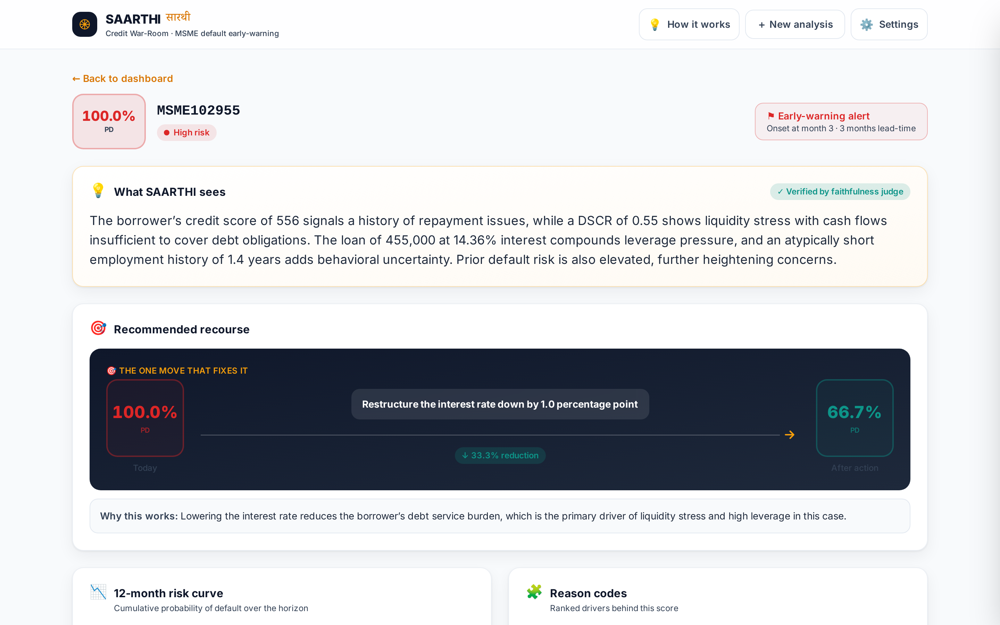 SAARTHI सारथी
Credit War-Room · MSME default early-warning
💡 How it works
+ New analysis
⚙️ Settings
← Back to dashboard
100.0%
PD
MSME102955
● High risk
⚑ Early-warning alert
Onset at month 3 · 3 months lead-time
💡 What SAARTHI sees
✓ Verified by faithfulness judge
The borrower’s credit score of 556 signals a history of repayment issues, while a DSCR of 0.55 shows liquidity stress with cash flows
insufficient to cover debt obligations. The loan of 455,000 at 14.36% interest compounds leverage pressure, and an atypically short
employment history of 1.4 years adds behavioral uncertainty. Prior default risk is also elevated, further heightening concerns.
🎯 Recommended recourse
🎯 THE ONE MOVE THAT FIXES IT
100.0%
PD
Today
Restructure the interest rate down by 1.0 percentage point
→
↓ 33.3% reduction
66.7%
PD
After action
Why this works: Lowering the interest rate reduces the borrower’s debt service burden, which is the primary driver of liquidity stress and high leverage in this case.
📉 12-month risk curve
Cumulative probability of default over the horizon
🧩 Reason codes
Ranked drivers behind this score